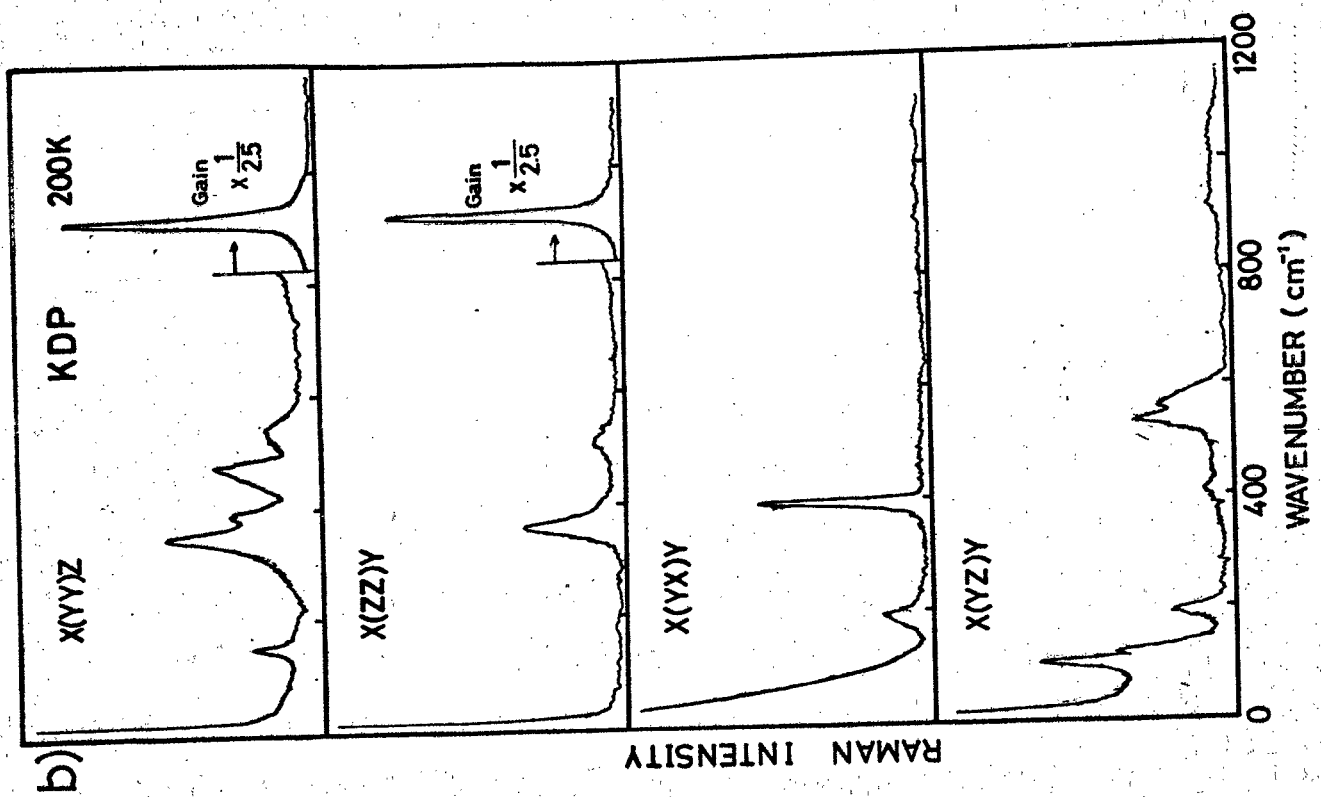 b)
KDP
200K
X(YY)Z
Gain
x 1/2.5
X(ZZ)Y
Gain
x 1/2.5
X(YX)Y
X(YZ)Y
RAMAN INTENSITY
0
400
800
1200
WAVENUMBER (cm⁻¹)